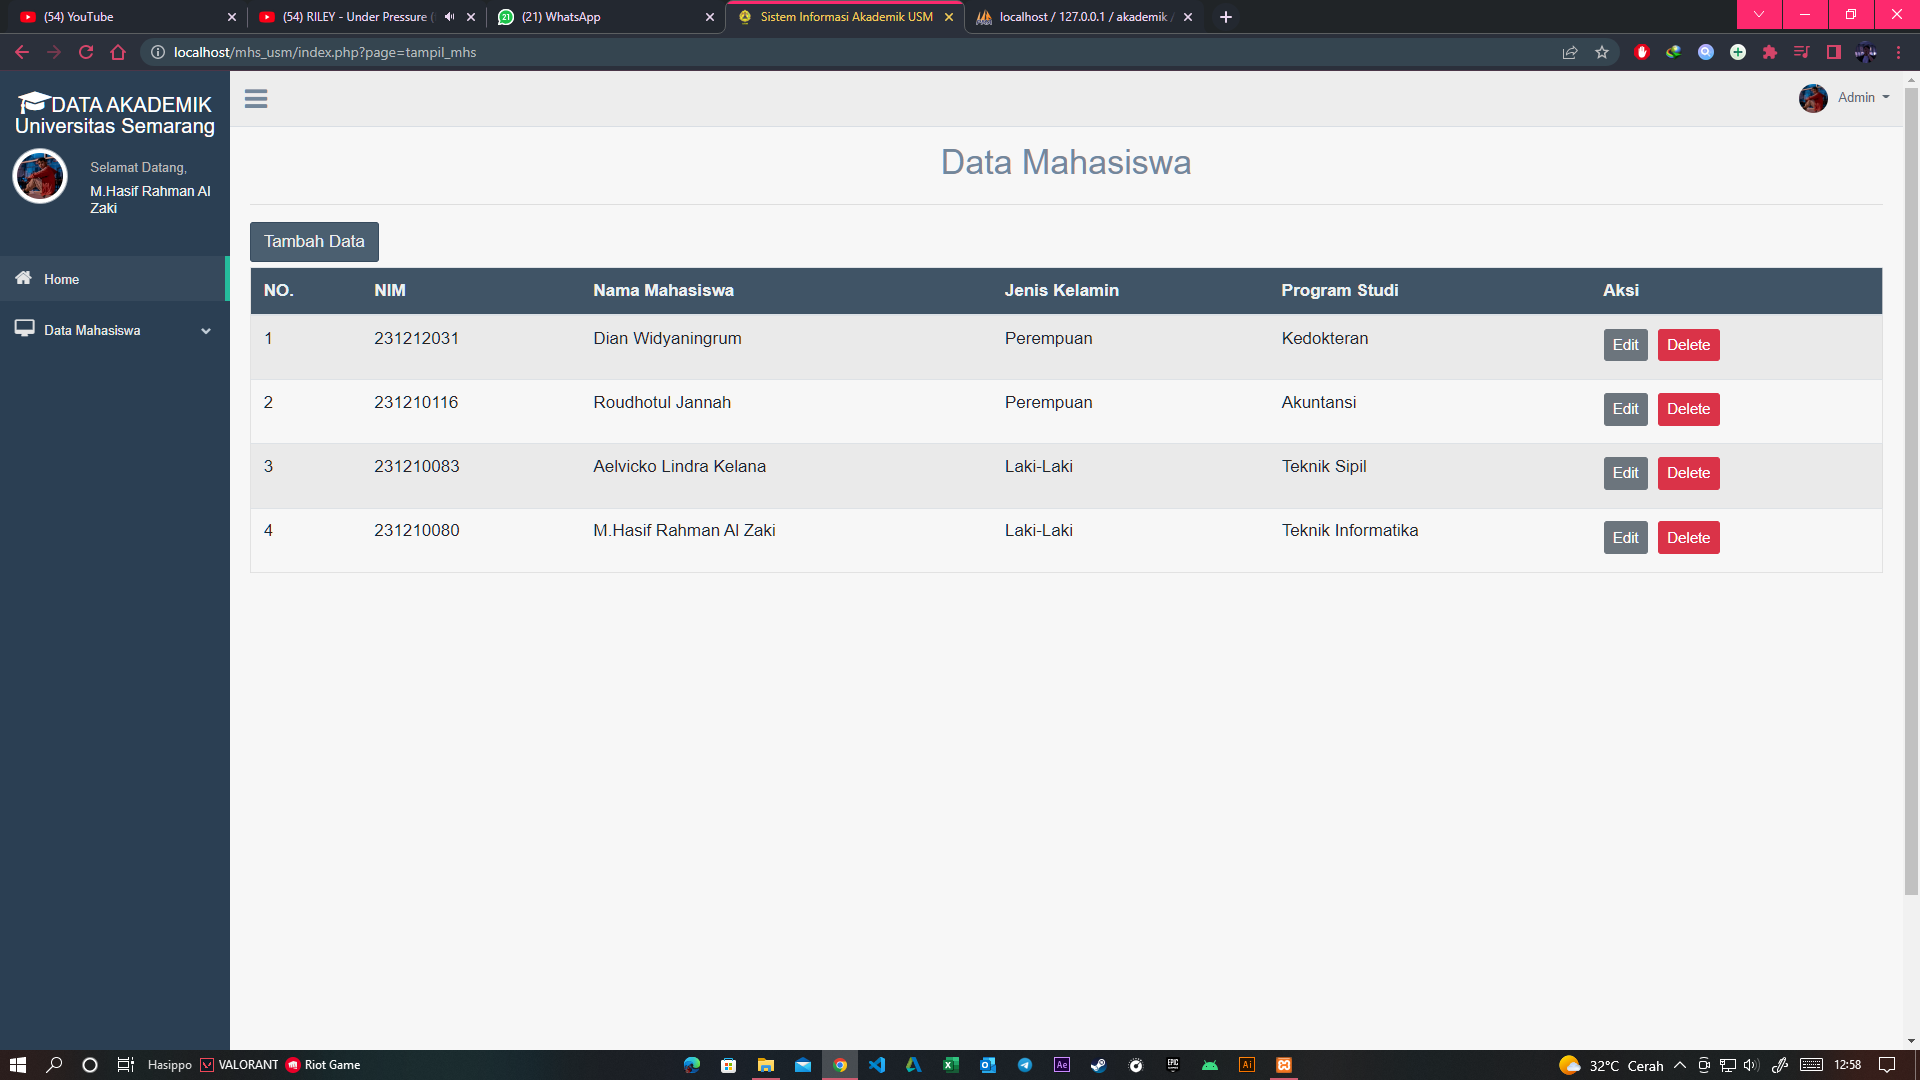 (54) YouTube
(54) RILEY - Under Pressure
(21) WhatsApp
Sistem Informasi Akademik USM
localhost / 127.0.0.1 / akademik
localhost/mhs_usm/index.php?page=tampil_mhs
DATA AKADEMIK
Universitas Semarang
Selamat Datang,
M.Hasif Rahman Al
Zaki
Home
Data Mahasiswa
Admin
Data Mahasiswa
Tambah Data
NO. NIM Nama Mahasiswa Jenis Kelamin Program Studi Aksi
1 231212031 Dian Widyaningrum Perempuan Kedokteran Edit Delete
2 231210116 Roudhotul Jannah Perempuan Akuntansi Edit Delete
3 231210083 Aelvicko Lindra Kelana Laki-Laki Teknik Sipil Edit Delete
4 231210080 M.Hasif Rahman Al Zaki Laki-Laki Teknik Informatika Edit Delete
Hasippo VALORANT Riot Game
32°C Cerah
12:58